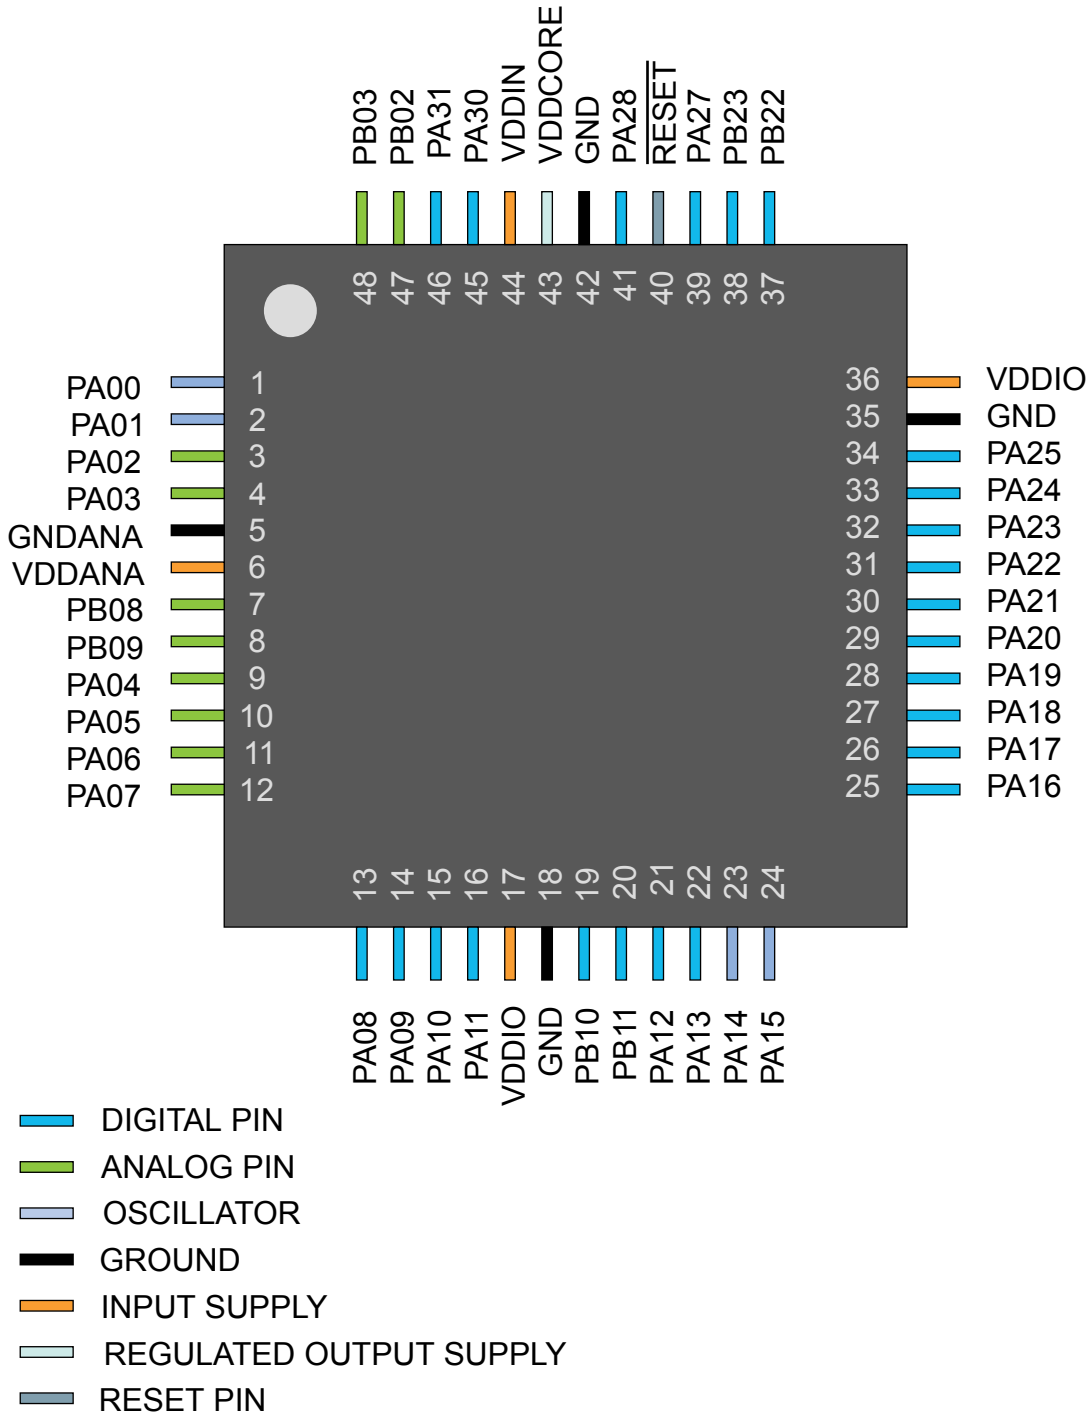 PB03
PB02
PA31
PA30
VDDIN
VDDCORE
GND
PA28
RESET
PA27
PB23
PB22
48
47
46
45
44
43
42
41
40
39
38
37
PA00 1
PA01 2
PA02 3
PA03 4
GNDANA 5
VDDANA 6
PB08 7
PB09 8
PA04 9
PA05 10
PA06 11
PA07 12
36 VDDIO
35 GND
34 PA25
33 PA24
32 PA23
31 PA22
30 PA21
29 PA20
28 PA19
27 PA18
26 PA17
25 PA16
13
14
15
16
17
18
19
20
21
22
23
24
PA08
PA09
PA10
PA11
VDDIO
GND
PB10
PB11
PA12
PA13
PA14
PA15
DIGITAL PIN
ANALOG PIN
OSCILLATOR
GROUND
INPUT SUPPLY
REGULATED OUTPUT SUPPLY
RESET PIN